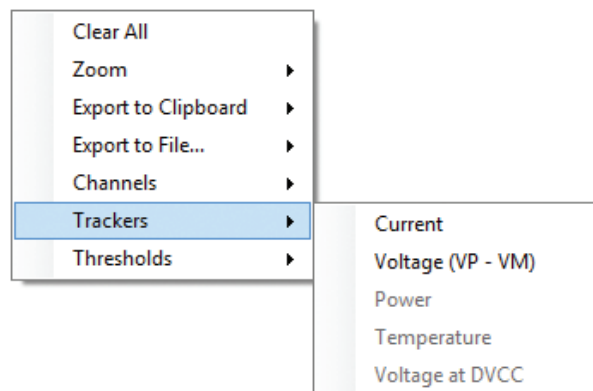 Clear All
Zoom
Export to Clipboard
Export to File...
Channels
Trackers
Thresholds
Current
Voltage (VP - VM)
Power
Temperature
Voltage at DVCC